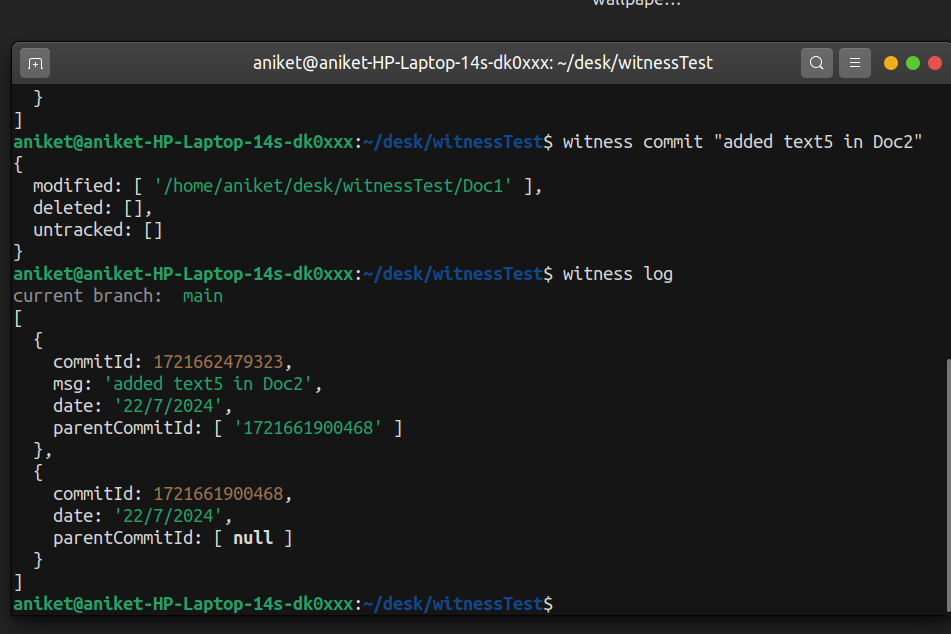 wallpape...
aniket@aniket-HP-Laptop-14s-dk0xxx: ~/desk/witnessTest
  }
]
aniket@aniket-HP-Laptop-14s-dk0xxx:~/desk/witnessTest$ witness commit "added text5 in Doc2"
{
  modified: [ '/home/aniket/desk/witnessTest/Doc1' ],
  deleted: [],
  untracked: []
}
aniket@aniket-HP-Laptop-14s-dk0xxx:~/desk/witnessTest$ witness log
current branch:  main
[
  {
    commitId: 1721662479323,
    msg: 'added text5 in Doc2',
    date: '22/7/2024',
    parentCommitId: [ '1721661900468' ]
  },
  {
    commitId: 1721661900468,
    date: '22/7/2024',
    parentCommitId: [ null ]
  }
]
aniket@aniket-HP-Laptop-14s-dk0xxx:~/desk/witnessTest$